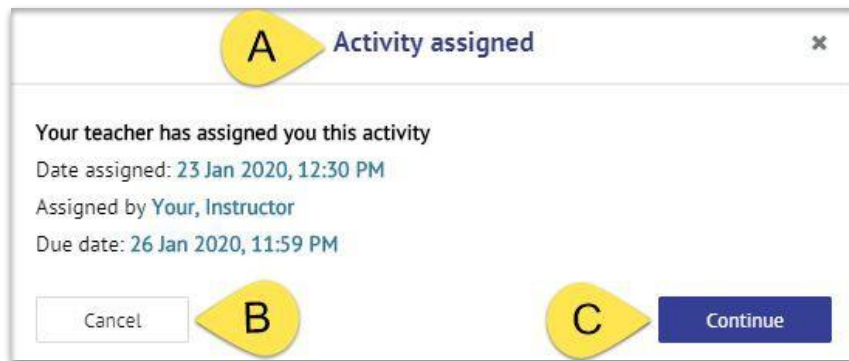 A
Activity assigned
×
Your teacher has assigned you this activity
Date assigned: 23 Jan 2020, 12:30 PM
Assigned by Your, Instructor
Due date: 26 Jan 2020, 11:59 PM
Cancel
B
C
Continue